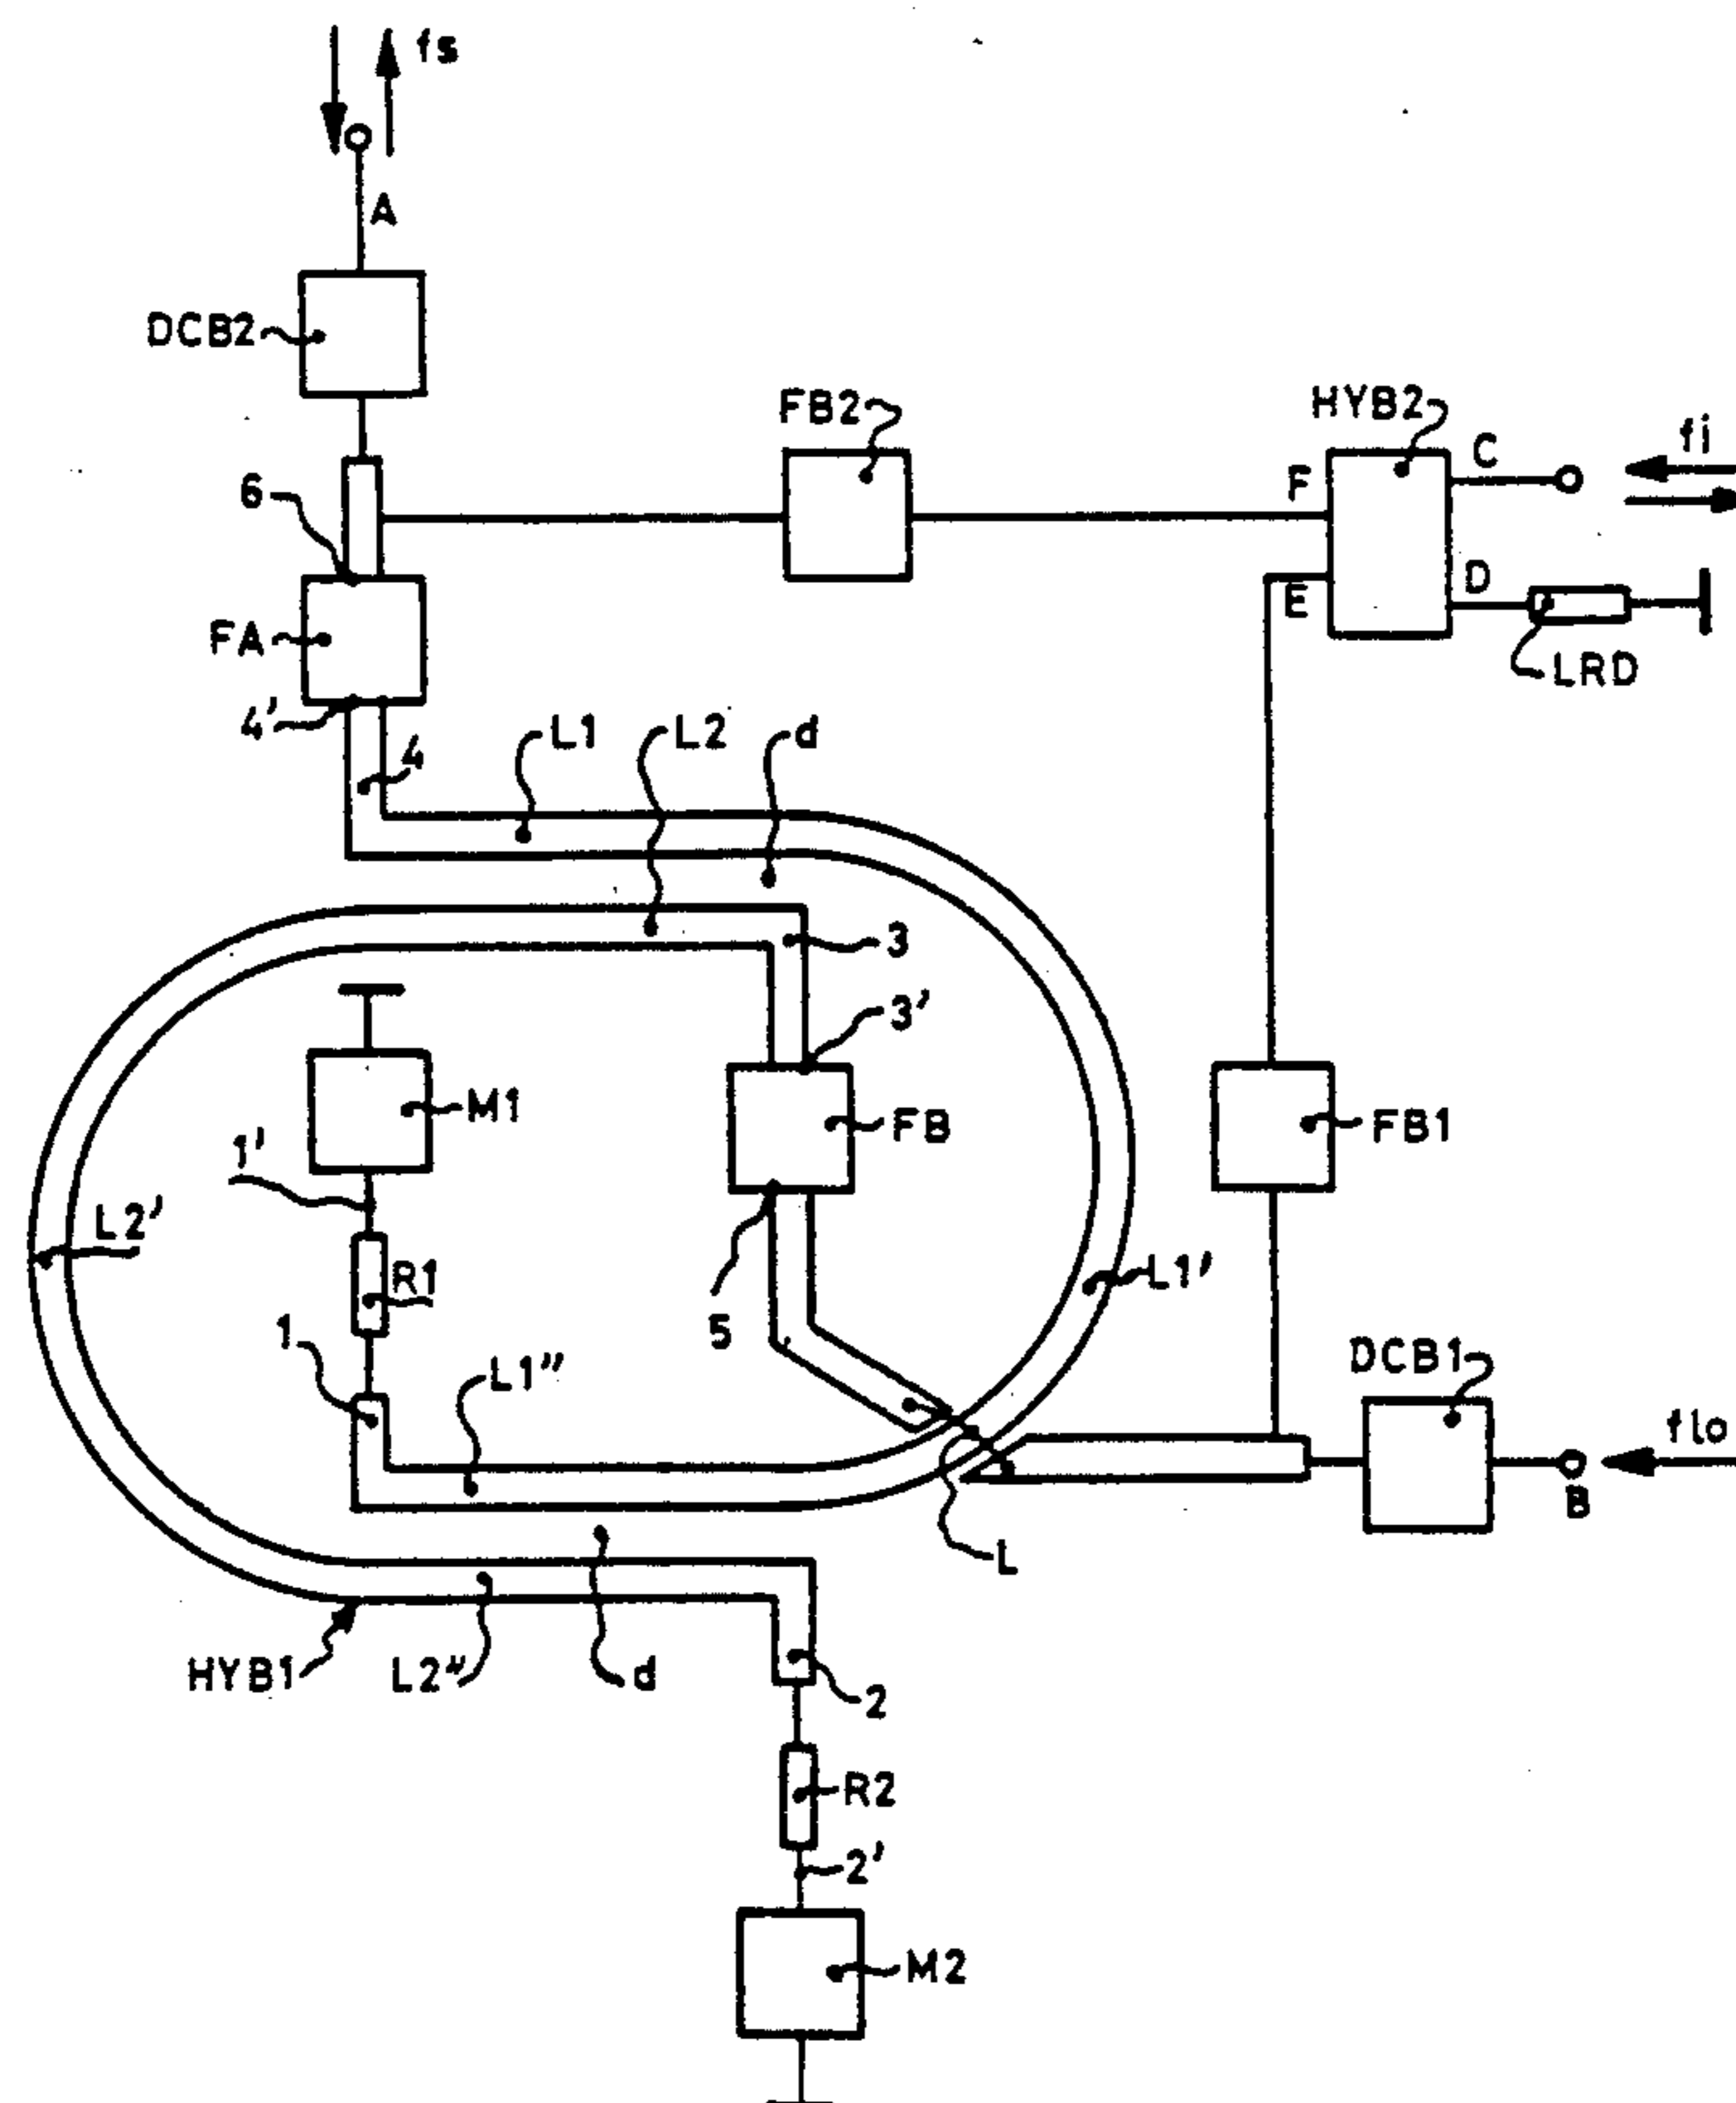 fs
A
DCB2
FB2
HYB2
C
fi
6
F
E
D
FA
LRD
4'
4
L1
L2
d
3
3'
M1
FB
FB1
1'
L2'
R1
L1'
1
5
L1"
DCB1
flo
B
L
HYB1
L2"
d
2
R2
2'
M2